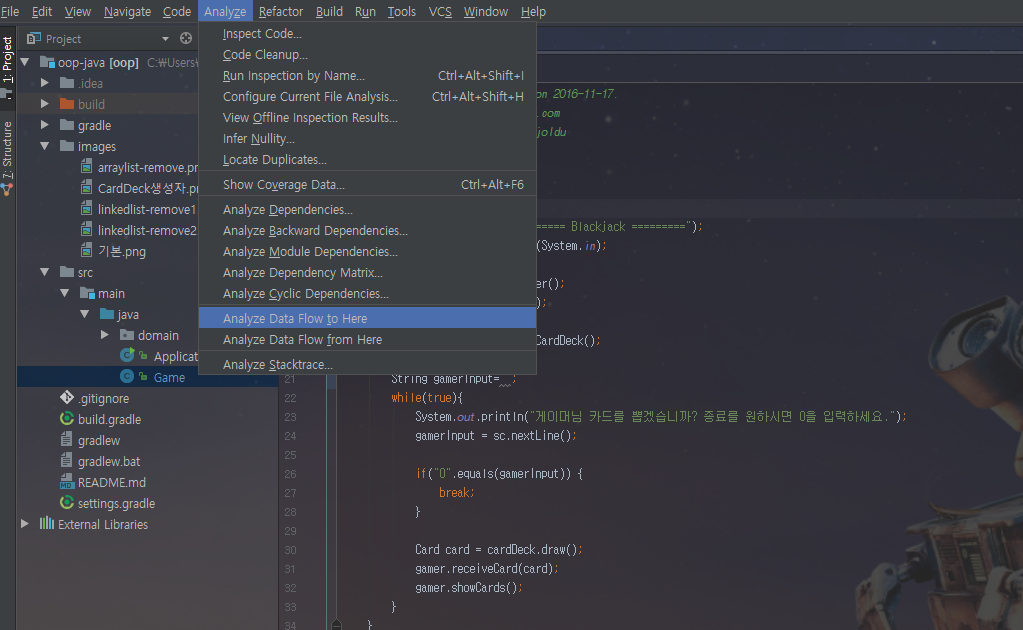 File Edit View Navigate Code Analyze Refactor Build Run Tools VCS Window Help
Project
1: Project
7: Structure
oop-java [oop] C:₩Users
.idea
build
gradle
images
arraylist-remove.pr
CardDeck생성자.pr
linkedlist-remove1
linkedlist-remove2
기본.png
src
main
java
domain
Applicat
Game
.gitignore
build.gradle
gradlew
gradlew.bat
README.md
settings.gradle
External Libraries
Inspect Code...
Code Cleanup...
Run Inspection by Name... Ctrl+Alt+Shift+I
Configure Current File Analysis... Ctrl+Alt+Shift+H
View Offline Inspection Results...
Infer Nullity...
Locate Duplicates...
Show Coverage Data... Ctrl+Alt+F6
Analyze Dependencies...
Analyze Backward Dependencies...
Analyze Module Dependencies...
Analyze Dependency Matrix...
Analyze Cyclic Dependencies...
Analyze Data Flow to Here
Analyze Data Flow from Here
Analyze Stacktrace...
on 2016-11-17.
.com
joldu
===== Blackjack =========");
(System.in);
er();
);
CardDeck();
21 String gamerInput= ;
22 while(true){
23 System.out.println("게이머님 카드를 뽑겠습니까? 종료를 원하시면 0을 입력하세요.");
24 gamerInput = sc.nextLine();
25
26 if("0".equals(gamerInput)) {
27 break;
28 }
29
30 Card card = cardDeck.draw();
31 gamer.receiveCard(card);
32 gamer.showCards();
33 }
34 }